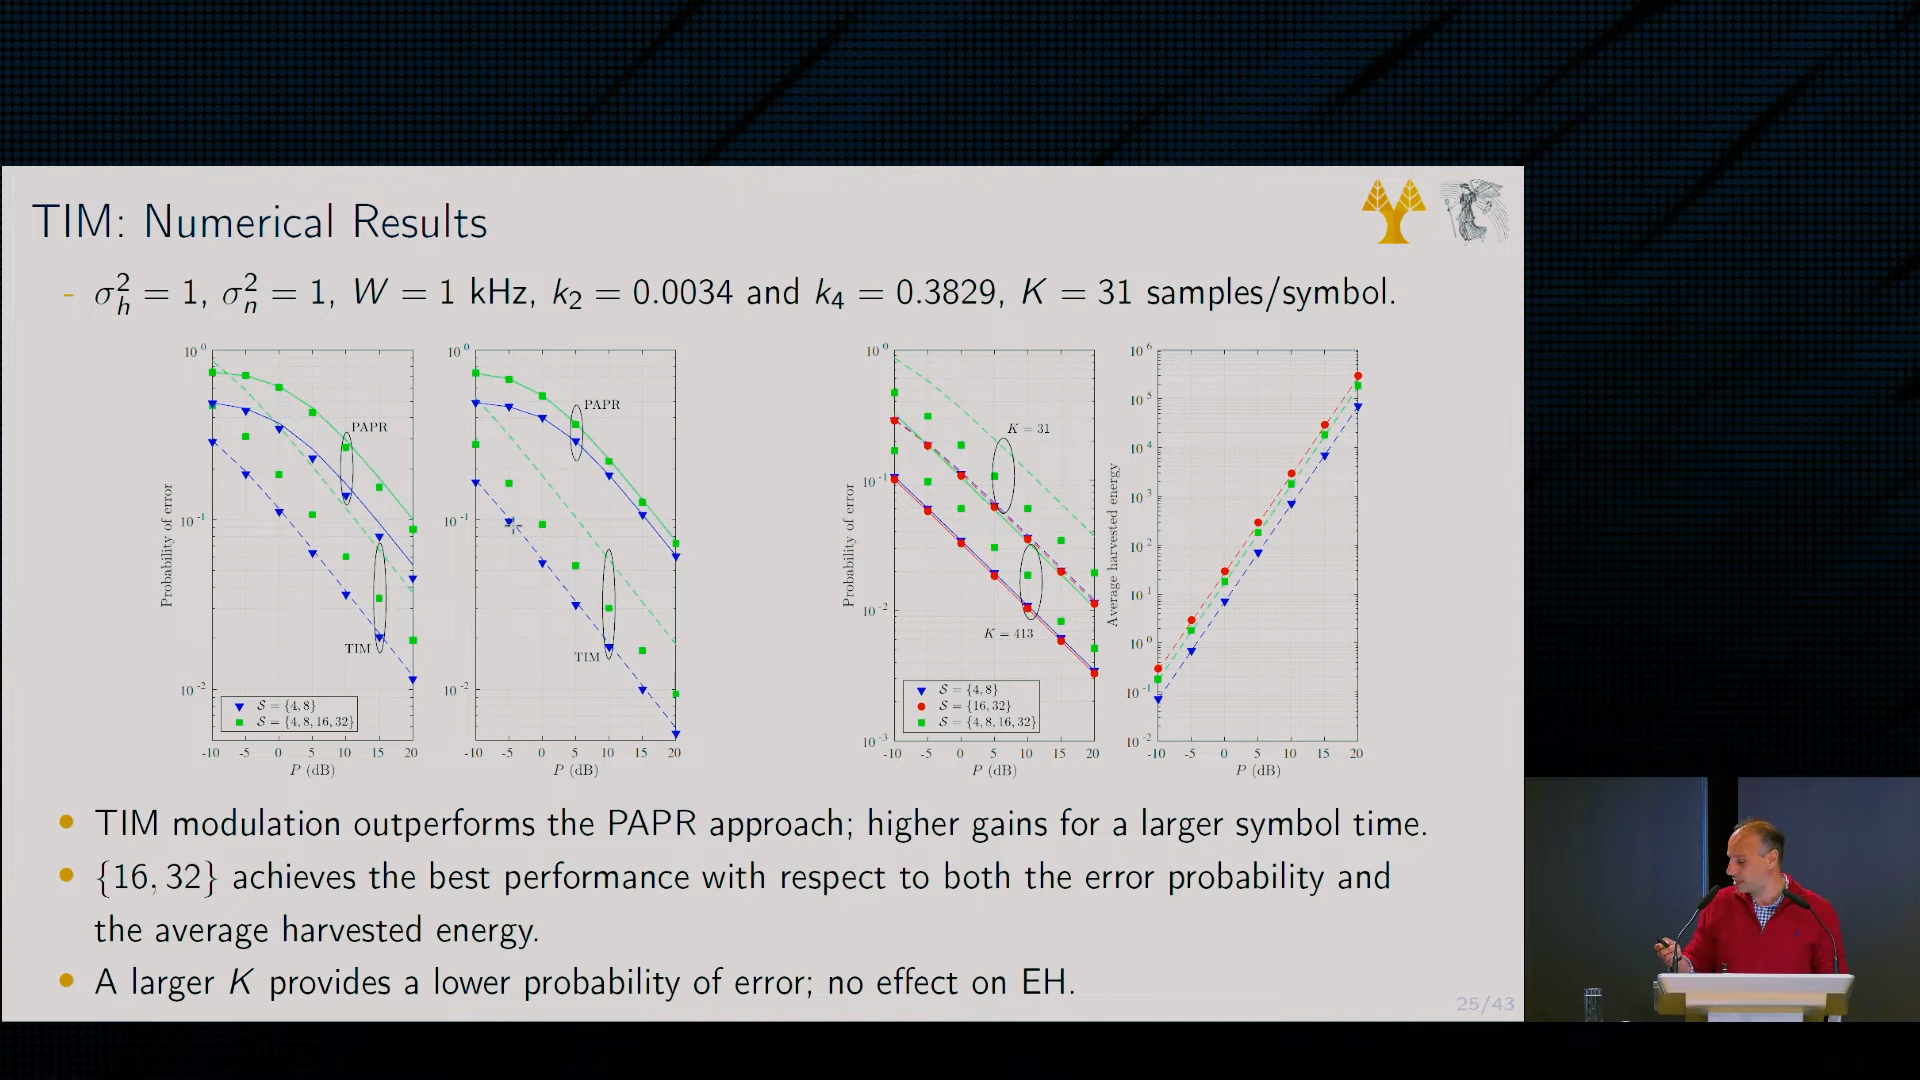 TIM: Numerical Results
- σ²ₕ = 1, σ²ₙ = 1, W = 1 kHz, k₂ = 0.0034 and k₄ = 0.3829, K = 31 samples/symbol.
Probability of error
10⁰
10⁻¹
10⁻²
PAPR
TIM
S = {4, 8}
S = {4, 8, 16, 32}
-10 -5 0 5 10 15 20
P (dB)
10⁰
10⁻¹
10⁻²
PAPR
TIM
-10 -5 0 5 10 15 20
P (dB)
Probability of error
10⁰
10⁻¹
10⁻²
10⁻³
K = 31
K = 413
S = {4, 8}
S = {16, 32}
S = {4, 8, 16, 32}
-10 -5 0 5 10 15 20
P (dB)
Average harvested energy
10⁶
10⁵
10⁴
10³
10²
10¹
10⁰
10⁻¹
10⁻²
-10 -5 0 5 10 15 20
P (dB)
• TIM modulation outperforms the PAPR approach; higher gains for a larger symbol time.
• {16, 32} achieves the best performance with respect to both the error probability and
the average harvested energy.
• A larger K provides a lower probability of error; no effect on EH.
25/43